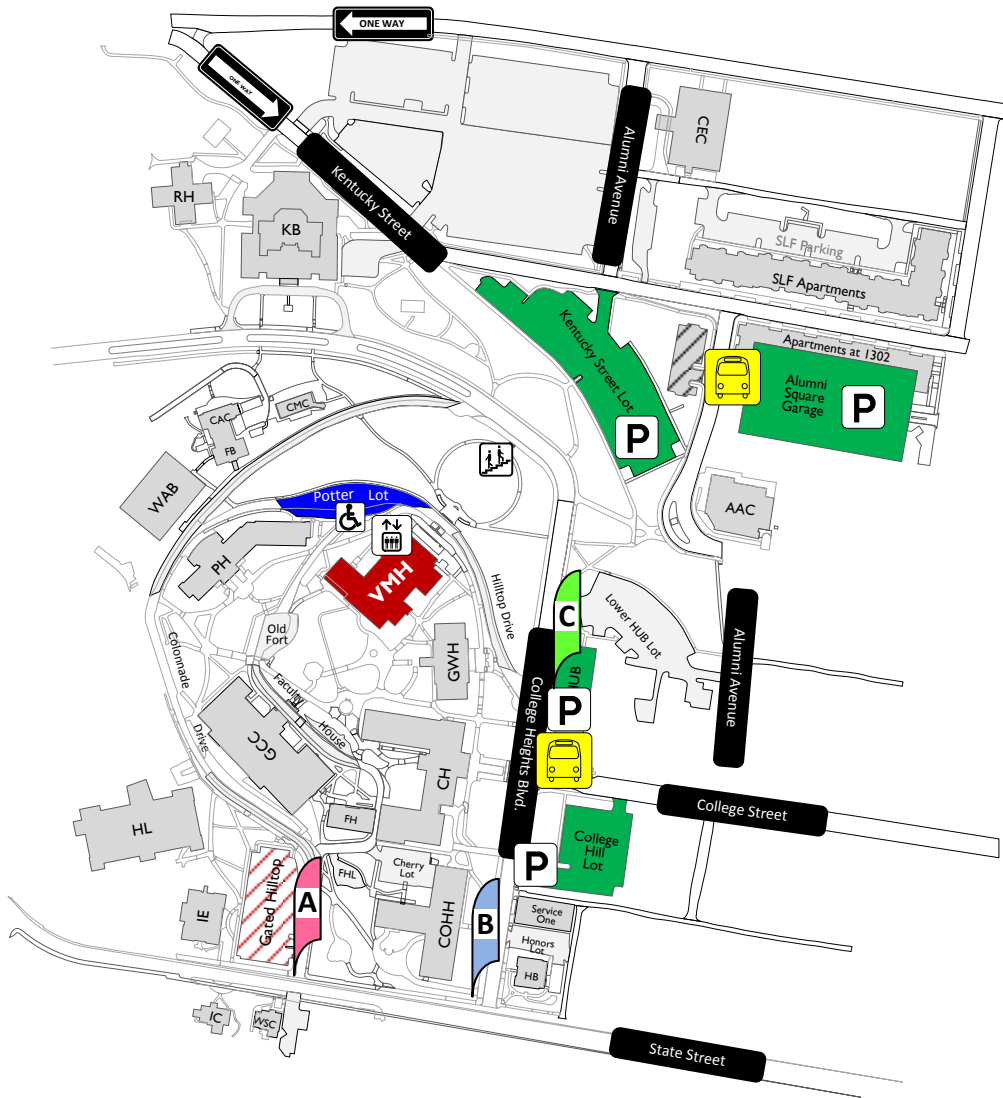 ONE WAY
ONE WAY
Kentucky Street
Alumni Avenue
CEC
RH
KB
SLF Parking
SLF Apartments
Kentucky Street Lot
P
Apartments at 1302
Alumni
Square
Garage
P
CAC
CMC
FB
WAB
Potter Lot
AAC
PH
VMH
Hilltop Drive
C
Lower HUB Lot
Old
Fort
GWH
Colonnade
Drive
HUB
P
Alumni Avenue
Faculty
House
GCC
CH
College Heights Blvd.
College Street
HL
FH
College
Hill
Lot
P
Cherry
Lot
FHL
Gated Hilltop
A
IE
COHH
B
Service
One
Honors
Lot
HB
IC
WSC
State Street